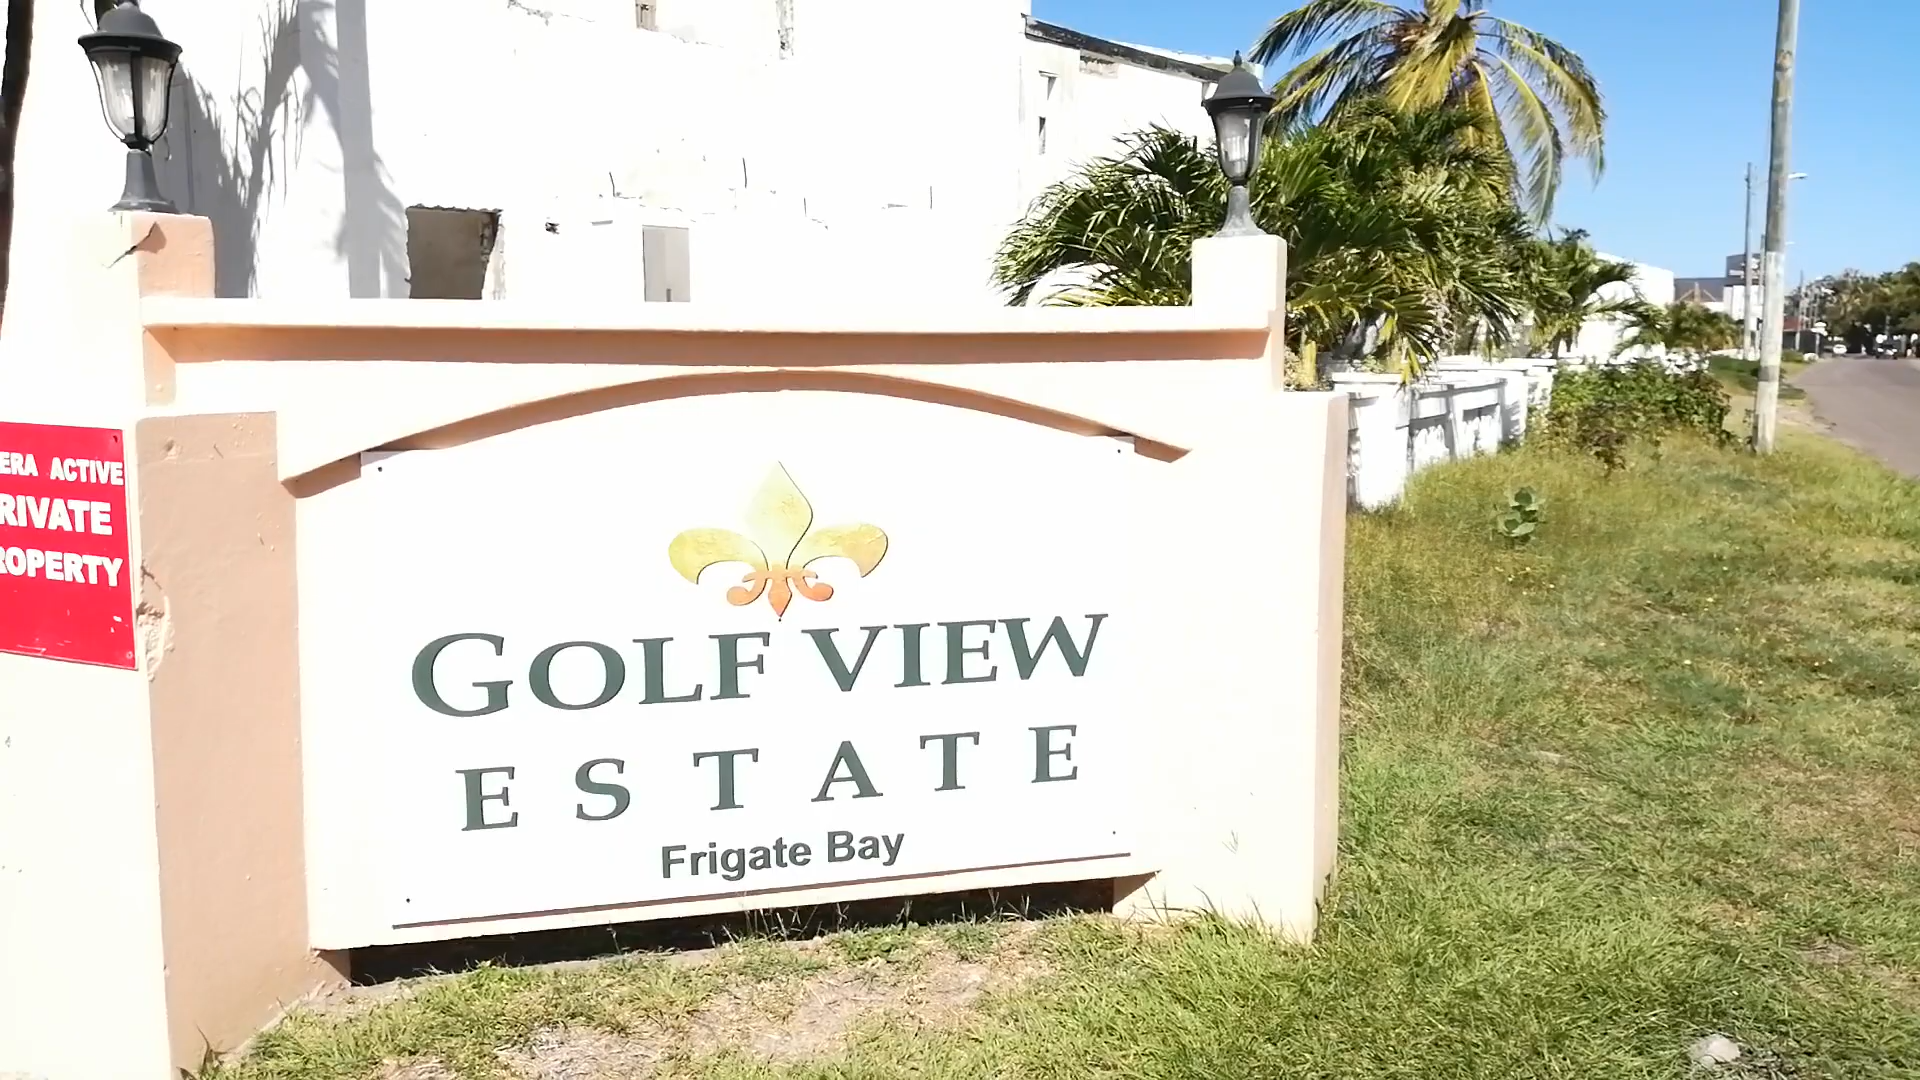 ERA ACTIVE
RIVATE
ROPERTY
GOLF VIEW
ESTATE
Frigate Bay